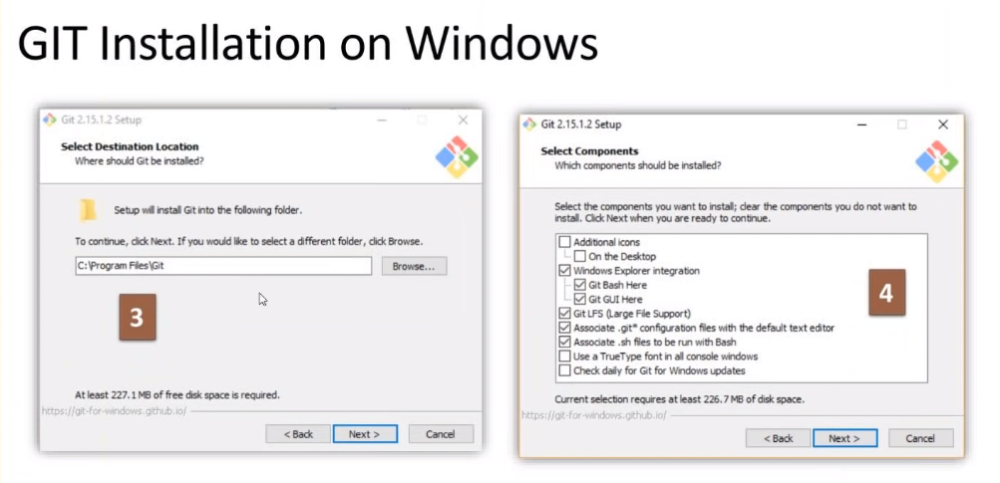 GIT Installation on Windows
Git 2.15.1.2 Setup
Select Destination Location
Where should Git be installed?
Setup will install Git into the following folder.
To continue, click Next. If you would like to select a different folder, click Browse.
C:\Program Files\Git
Browse...
3
At least 227.1 MB of free disk space is required.
https://git-for-windows.github.io/
< Back
Next >
Cancel
Git 2.15.1.2 Setup
Select Components
Which components should be installed?
Select the components you want to install; clear the components you do not want to
install. Click Next when you are ready to continue.
Additional icons
On the Desktop
Windows Explorer integration
Git Bash Here
Git GUI Here
Git LFS (Large File Support)
Associate .git* configuration files with the default text editor
Associate .sh files to be run with Bash
Use a TrueType font in all console windows
Check daily for Git for Windows updates
4
Current selection requires at least 226.7 MB of disk space.
https://git-for-windows.github.io/
< Back
Next >
Cancel